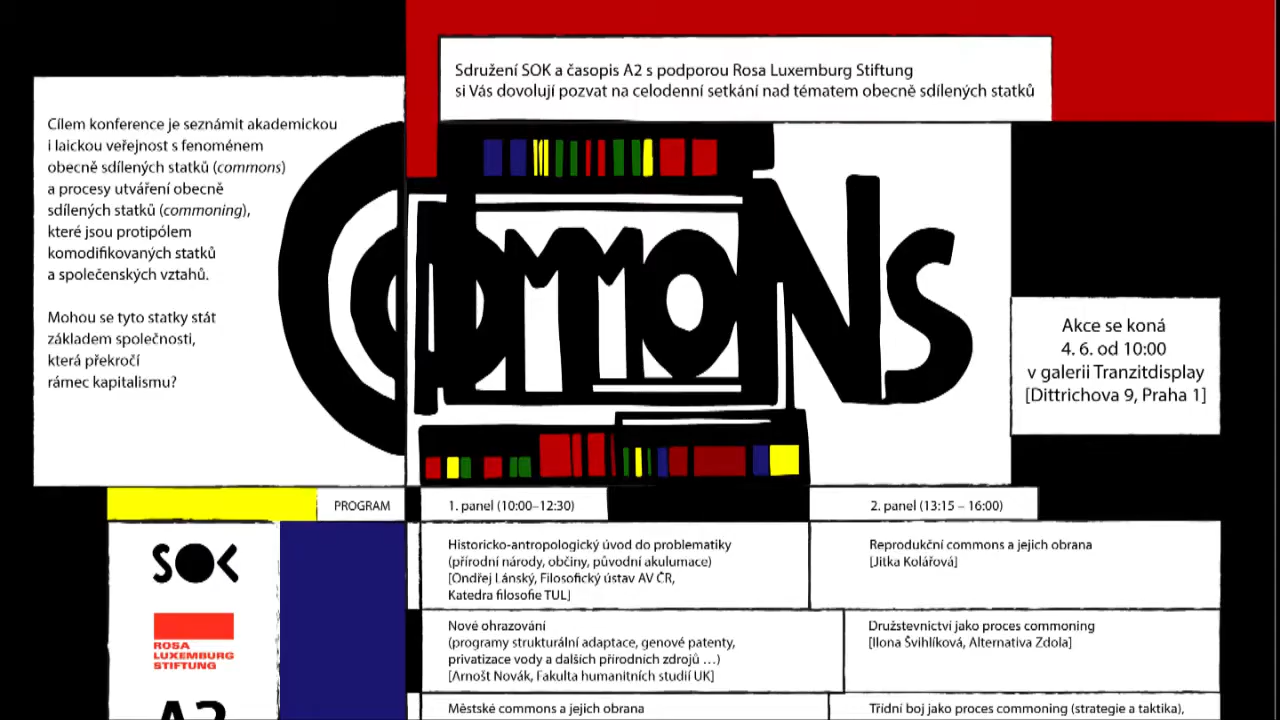 Sdružení SOK a časopis A2 s podporou Rosa Luxemburg Stiftung
si Vás dovolují pozvat na celodenní setkání nad tématem obecně sdílených statků
Cílem konference je seznámit akademickou
i laickou veřejnost s fenoménem
obecně sdílených statků (commons)
a procesy utváření obecně
sdílených statků (commoning),
které jsou protipólem
komodifikovaných statků
a společenských vztahů.
Mohou se tyto statky stát
základem společnosti,
která překročí
rámec kapitalismu?
COMMONS
Akce se koná
4. 6. od 10:00
v galerii Tranzitdisplay
[Dittrichova 9, Praha 1]
PROGRAM
1. panel (10:00–12:30)
2. panel (13:15 – 16:00)
SOK
ROSA
LUXEMBURG
STIFTUNG
A2
Historicko-antropologický úvod do problematiky
(přírodní národy, občiny, původní akulumace)
[Ondřej Lánský, Filosofický ústav AV ČR,
Katedra filosofie TUL]
Reprodukční commons a jejich obrana
[Jitka Kolářová]
Nové ohrazování
(programy strukturální adaptace, genové patenty,
privatizace vody a dalších přírodních zdrojů …)
[Arnošt Novák, Fakulta humanitních studií UK]
Družstevnictví jako proces commoning
[Ilona Švihlíková, Alternativa Zdola]
Městské commons a jejich obrana
Třídní boj jako proces commoning (strategie a taktika),